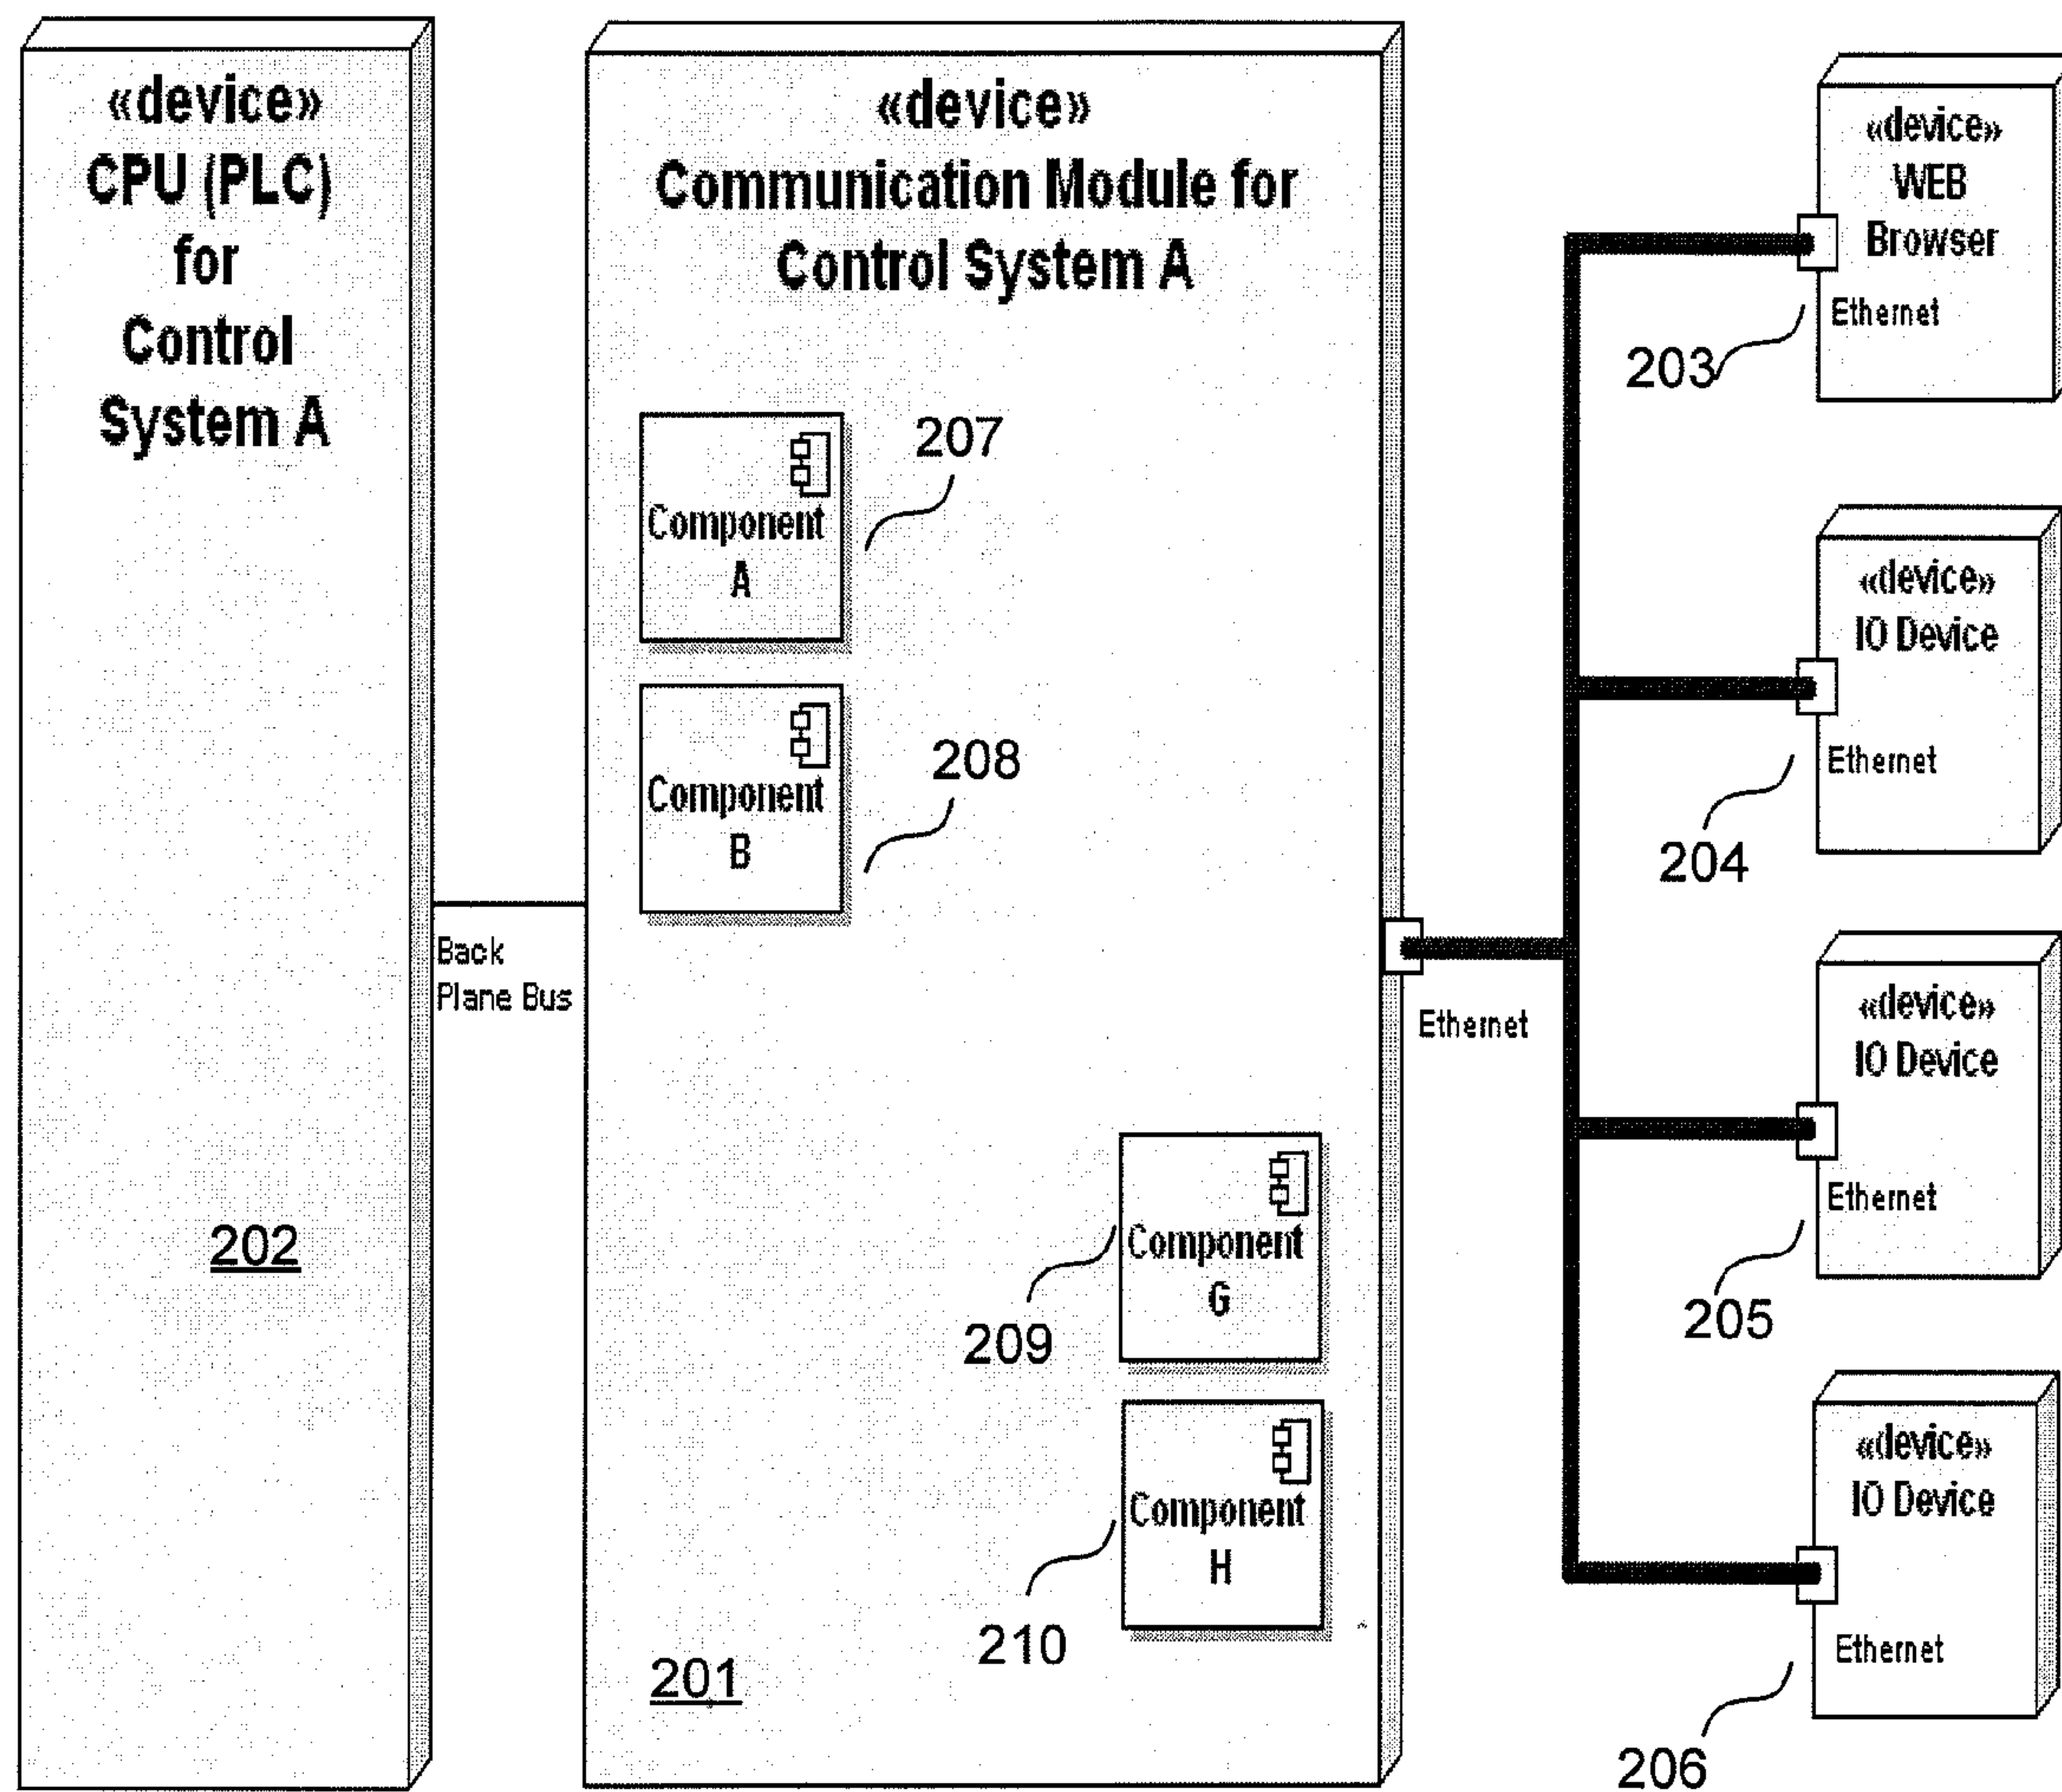 «device»
CPU (PLC)
for
Control
System A
202
Back
Plane Bus
«device»
Communication Module for
Control System A
Component
A
207
Component
B
208
Component
G
209
Component
H
210
201
Ethernet
«device»
WEB
Browser
Ethernet
203
«device»
IO Device
Ethernet
204
«device»
IO Device
Ethernet
205
«device»
IO Device
Ethernet
206